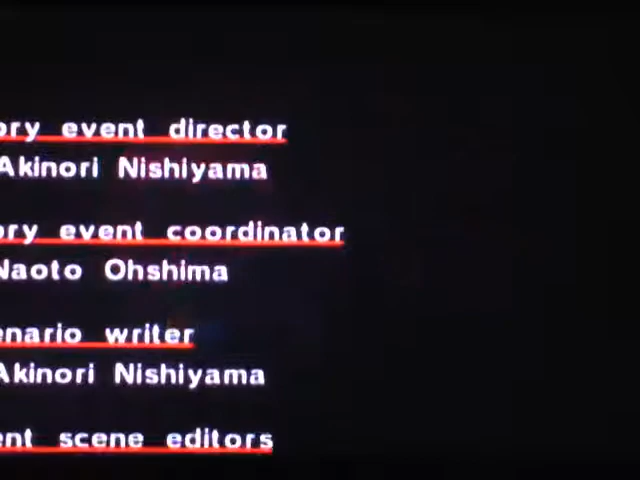 ory event director
Akinori Nishiyama
ory event coordinator
Naoto Ohshima
enario writer
Akinori Nishiyama
ent scene editors